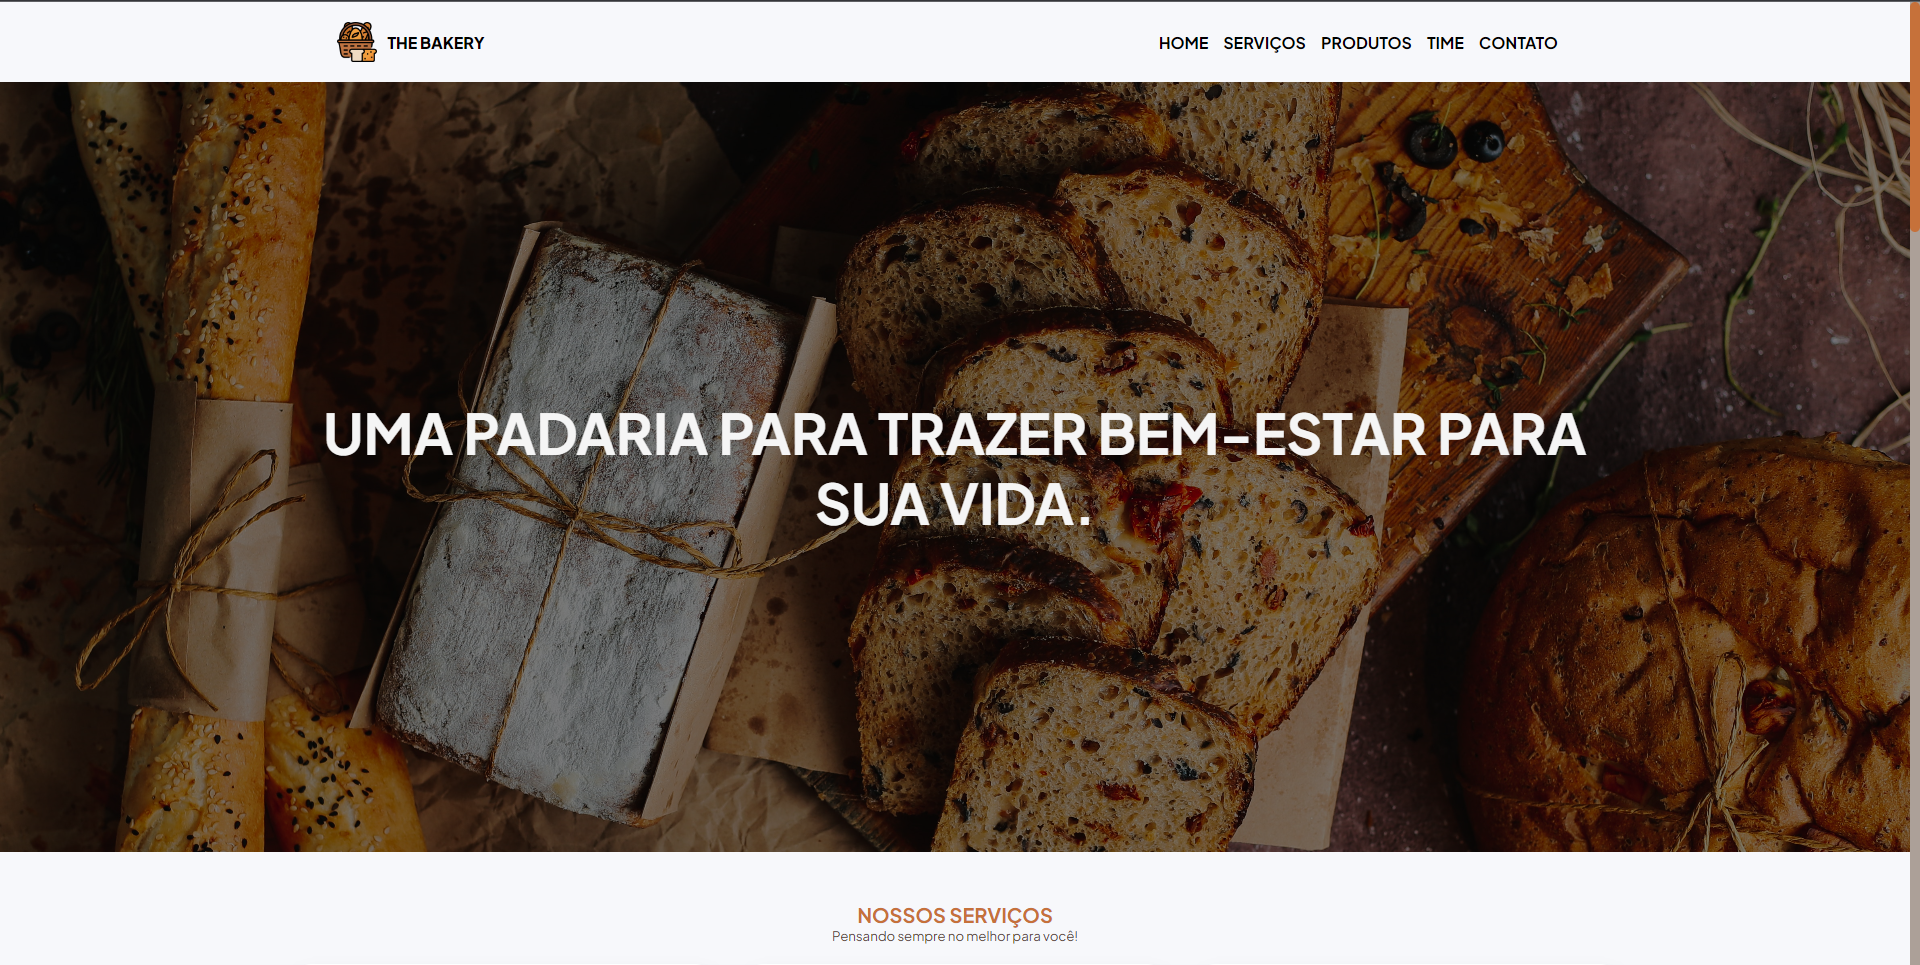 THE BAKERY
HOME SERVIÇOS PRODUTOS TIME CONTATO
UMA PADARIA PARA TRAZER BEM-ESTAR PARA
SUA VIDA.
NOSSOS SERVIÇOS
Pensando sempre no melhor para você!